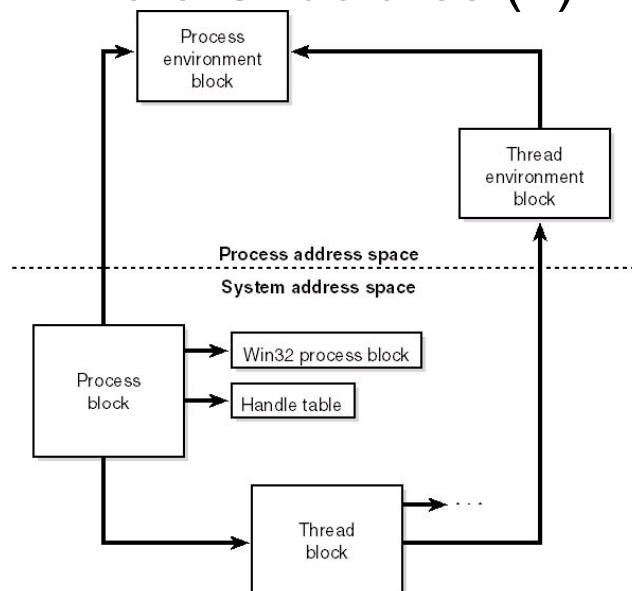 Process
environment
block
Thread
environment
block
Process address space
System address space
Process
block
Win32 process block
Handle table
Thread
block
. . .